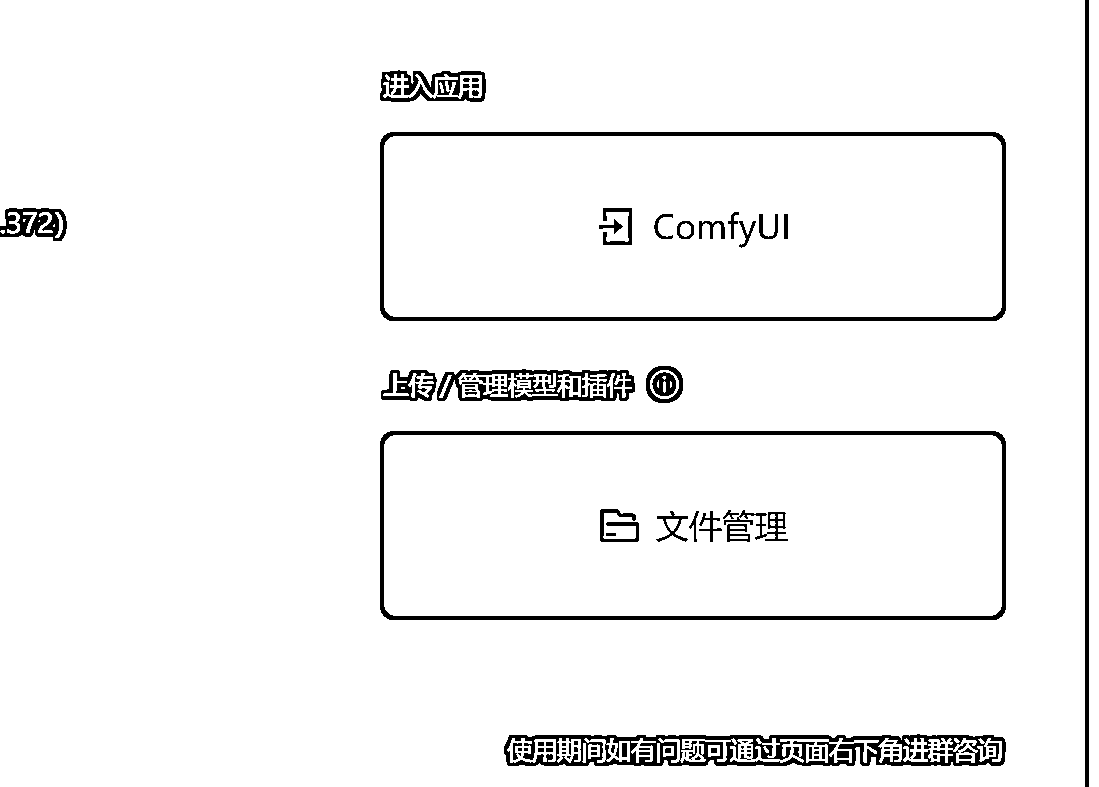 进入应用
.372)
ComfyUI
上传 / 管理模型和插件
文件管理
使用期间如有问题可通过页面右下角进群咨询